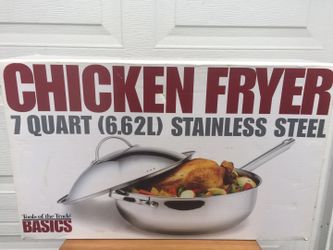 CHICKEN FRYER
7 QUART (6.62L) STAINLESS STEEL
Tools of the Trade
BASICS